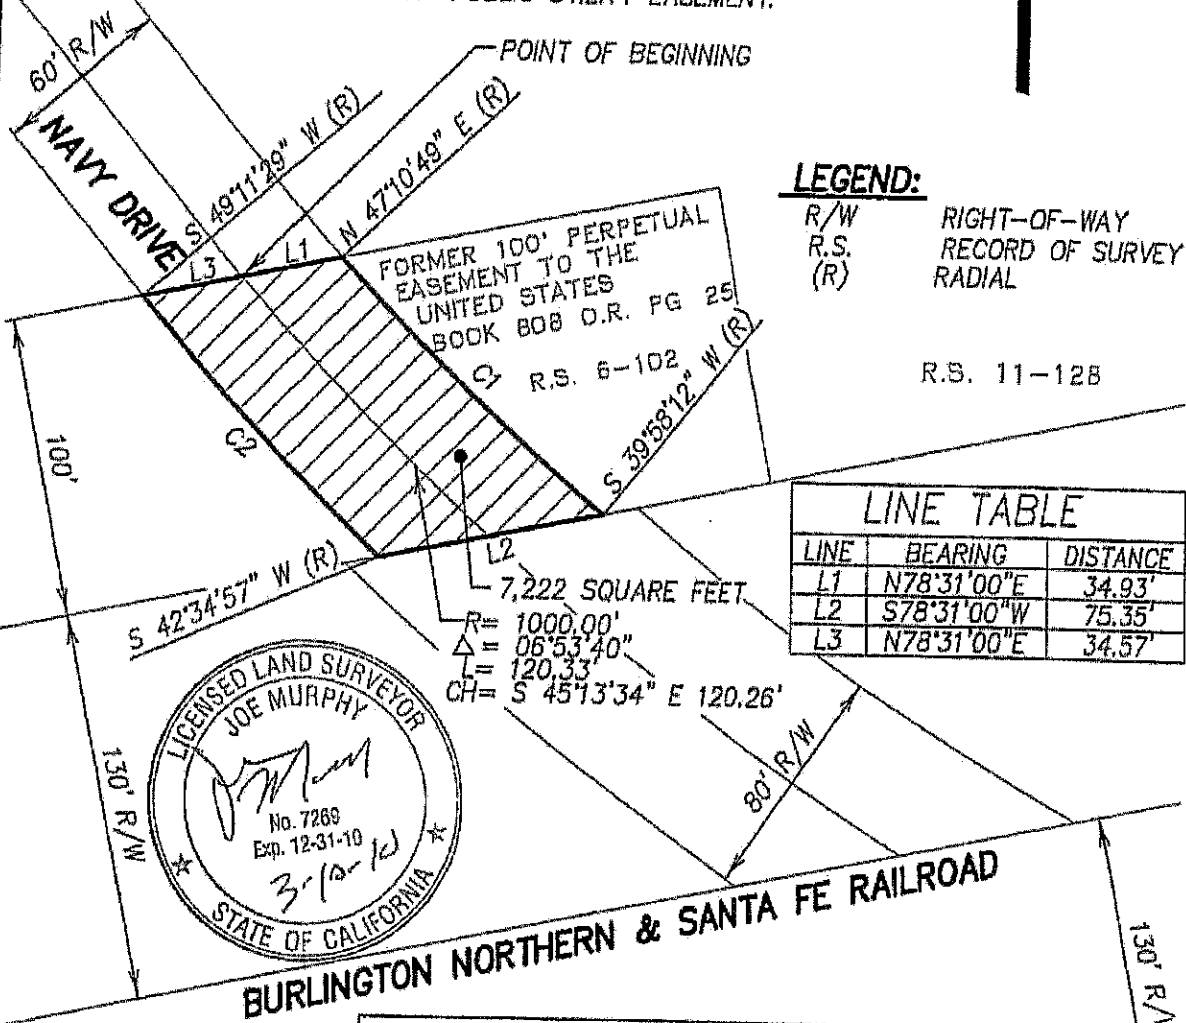 EASEMENT.
60' R/W
POINT OF BEGINNING
NAVY DRIVE
S 49°11'29" W (R)
N 47°10'49" E (R)
L3
L1
FORMER 100' PERPETUAL
EASEMENT TO THE
UNITED STATES
BOOK 808 O.R. PG 25
R.S. 6-102
C1
S 39°58'12" W (R)
LEGEND:
R/W RIGHT-OF-WAY
R.S. RECORD OF SURVEY
(R) RADIAL
R.S. 11-128
100'
C2
L2
S 42°34'57" W (R)
7,222 SQUARE FEET
R= 1000.00'
△= 06°53'40"
L= 120.33'
CH= S 45°13'34" E 120.26'
LINE TABLE
LINE BEARING DISTANCE
L1 N78°31'00"E 34.93'
L2 S78°31'00"W 75.35'
L3 N78°31'00"E 34.57'
LICENSED LAND SURVEYOR
JOE MURPHY
No. 7269
Exp. 12-31-10
3-10-10
STATE OF CALIFORNIA
130' R/W
80' R/W
BURLINGTON NORTHERN & SANTA FE RAILROAD
130' R/W